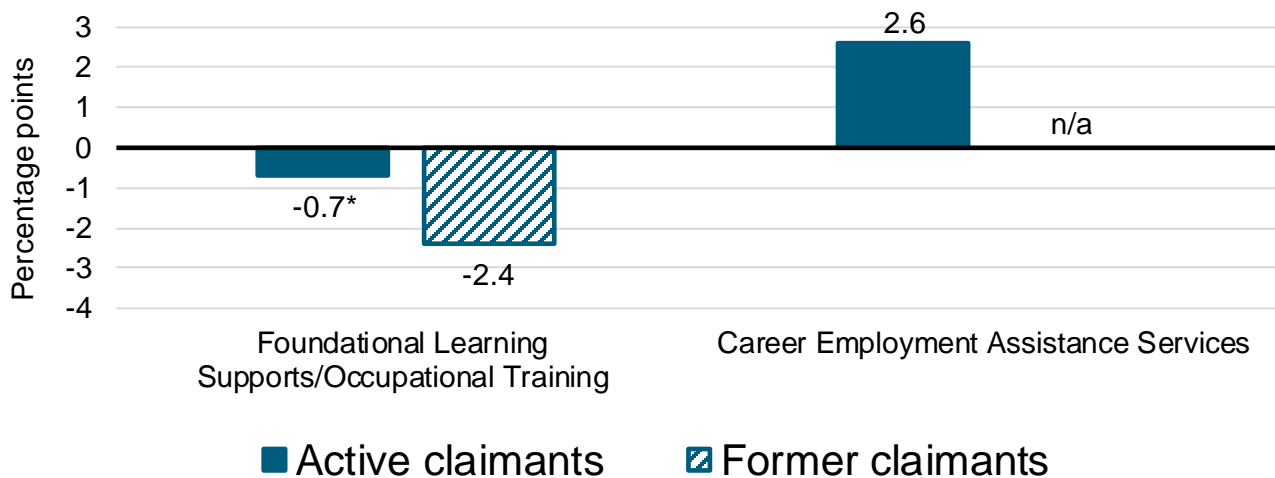 Percentage points
3
2
1
0
-1
-2
-3
-4
-0.7*
-2.4
2.6
n/a
Foundational Learning
Supports/Occupational Training
Career Employment Assistance Services
Active claimants
Former claimants